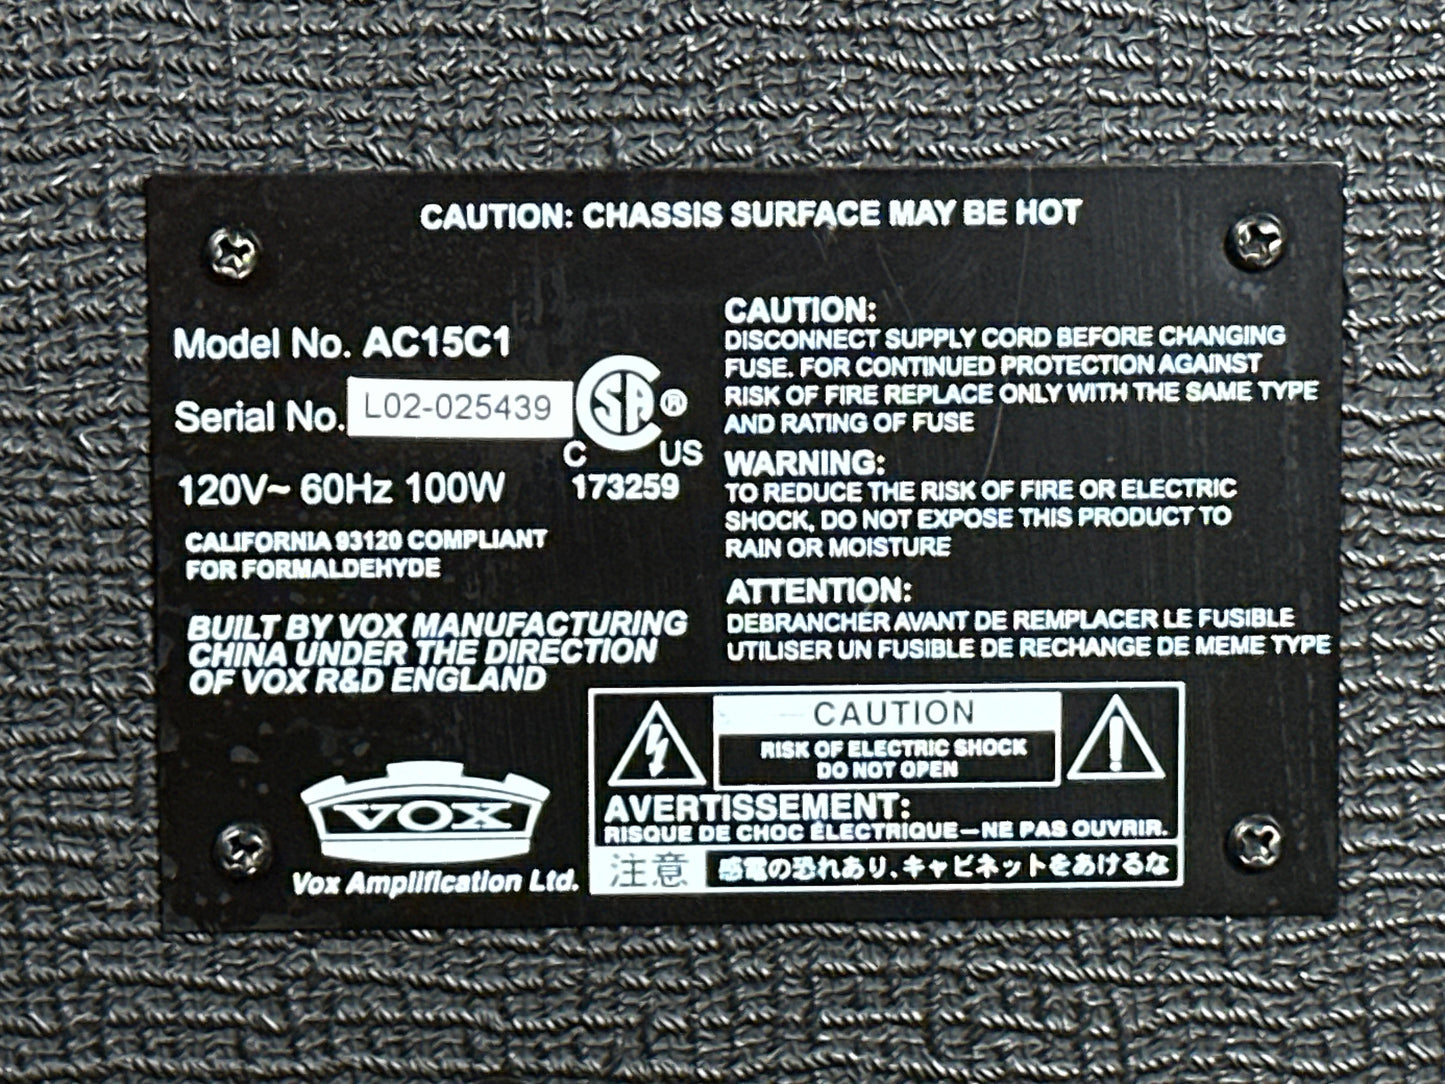 CAUTION: CHASSIS SURFACE MAY BE HOT
Model No. AC15C1
Serial No. L02-025439
CSA®
C US
173259
120V~ 60Hz 100W
CALIFORNIA 93120 COMPLIANT
FOR FORMALDEHYDE
BUILT BY VOX MANUFACTURING
CHINA UNDER THE DIRECTION
OF VOX R&D ENGLAND
VOX
Vox Amplification Ltd.
CAUTION:
DISCONNECT SUPPLY CORD BEFORE CHANGING
FUSE. FOR CONTINUED PROTECTION AGAINST
RISK OF FIRE REPLACE ONLY WITH THE SAME TYPE
AND RATING OF FUSE
WARNING:
TO REDUCE THE RISK OF FIRE OR ELECTRIC
SHOCK, DO NOT EXPOSE THIS PRODUCT TO
RAIN OR MOISTURE
ATTENTION:
DEBRANCHER AVANT DE REMPLACER LE FUSIBLE
UTILISER UN FUSIBLE DE RECHANGE DE MEME TYPE
CAUTION
RISK OF ELECTRIC SHOCK
DO NOT OPEN
AVERTISSEMENT:
RISQUE DE CHOC ÉLECTRIQUE—NE PAS OUVRIR.
注意 感電の恐れあり、キャビネットをあけるな